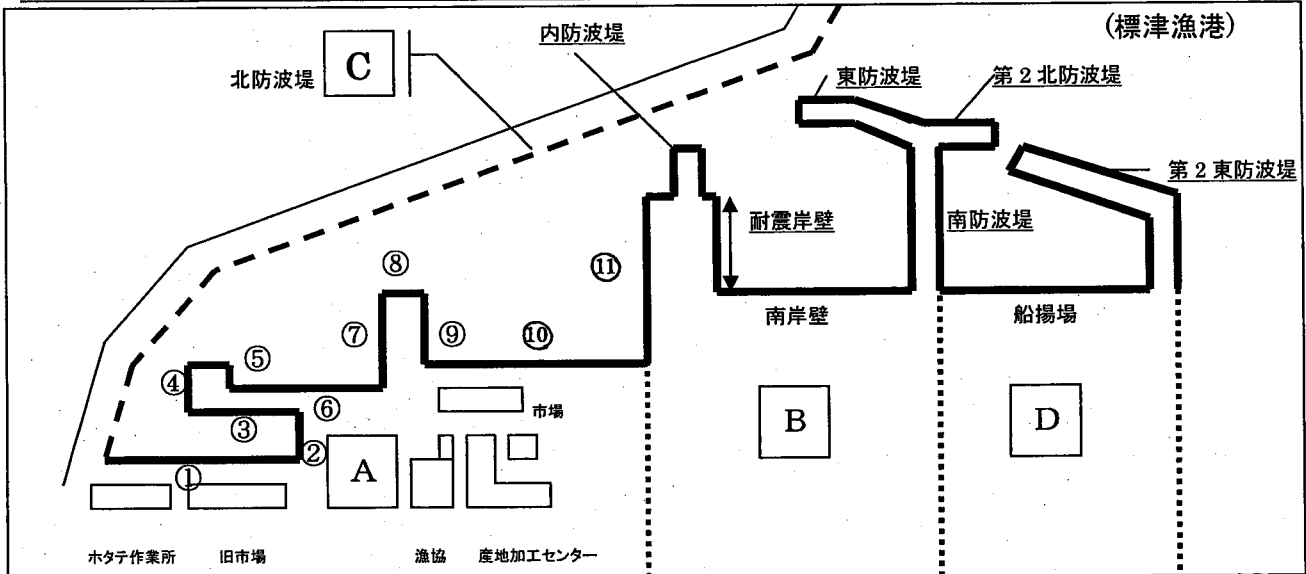 (標津漁港)
内防波堤
北防波堤
C
東防波堤
第2北防波堤
第2東防波堤
耐震岸壁
南防波堤
⑧
⑪
南岸壁
船揚場
⑦
⑨
⑩
⑤
④
⑥
③
市場
②
①
A
B
D
ホタテ作業所
旧市場
漁協
産地加工センター